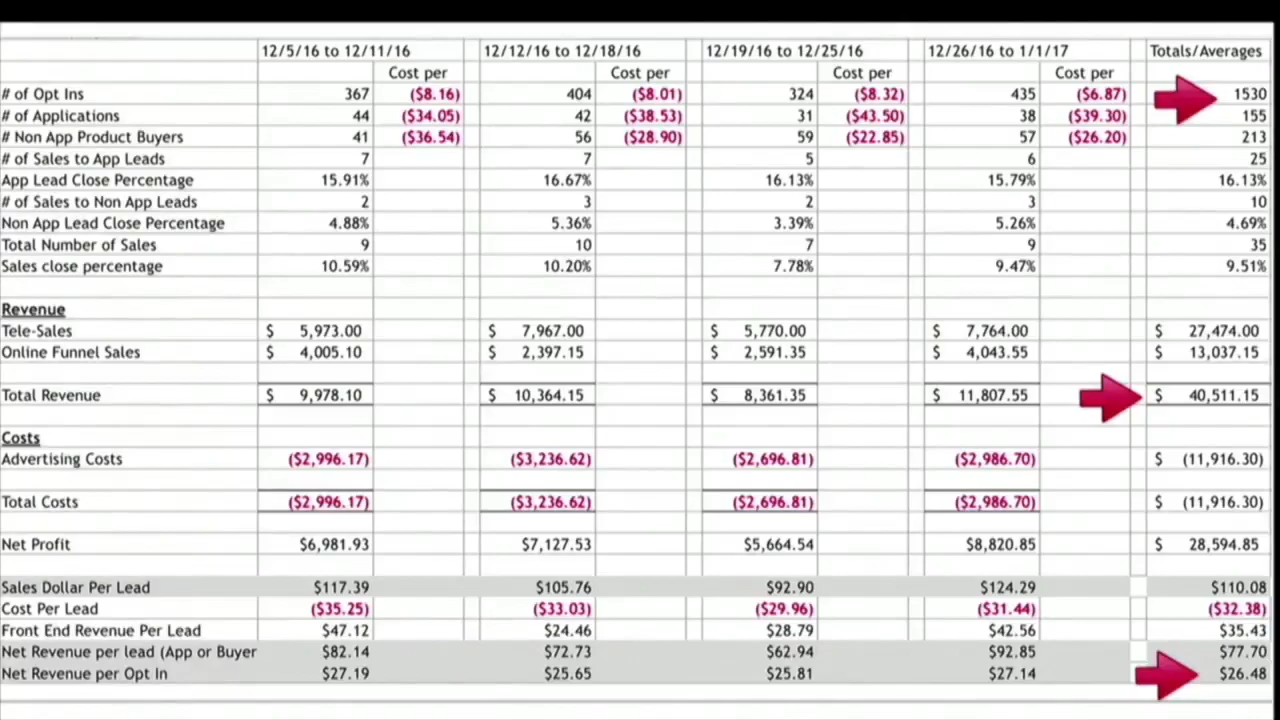 12/5/16 to 12/11/16 12/12/16 to 12/18/16 12/19/16 to 12/25/16 12/26/16 to 1/1/17 Totals/Averages
Cost per Cost per Cost per Cost per
# of Opt Ins 367 ($8.16) 404 ($8.01) 324 ($8.32) 435 ($6.87) 1530
# of Applications 44 ($34.05) 42 ($38.53) 31 ($43.50) 38 ($39.30) 155
# Non App Product Buyers 41 ($36.54) 56 ($28.90) 59 ($22.85) 57 ($26.20) 213
# of Sales to App Leads 7 7 5 6 25
App Lead Close Percentage 15.91% 16.67% 16.13% 15.79% 16.13%
# of Sales to Non App Leads 2 3 2 3 10
Non App Lead Close Percentage 4.88% 5.36% 3.39% 5.26% 4.69%
Total Number of Sales 9 10 7 9 35
Sales close percentage 10.59% 10.20% 7.78% 9.47% 9.51%
Revenue
Tele-Sales $ 5,973.00 $ 7,967.00 $ 5,770.00 $ 7,764.00 $ 27,474.00
Online Funnel Sales $ 4,005.10 $ 2,397.15 $ 2,591.35 $ 4,043.55 $ 13,037.15
Total Revenue $ 9,978.10 $ 10,364.15 $ 8,361.35 $ 11,807.55 $ 40,511.15
Costs
Advertising Costs ($2,996.17) ($3,236.62) ($2,696.81) ($2,986.70) $ (11,916.30)
Total Costs ($2,996.17) ($3,236.62) ($2,696.81) ($2,986.70) $ (11,916.30)
Net Profit $6,981.93 $7,127.53 $5,664.54 $8,820.85 $ 28,594.85
Sales Dollar Per Lead $117.39 $105.76 $92.90 $124.29 $110.08
Cost Per Lead ($35.25) ($33.03) ($29.96) ($31.44) ($32.38)
Front End Revenue Per Lead $47.12 $24.46 $28.79 $42.56 $35.43
Net Revenue per lead (App or Buyer $82.14 $72.73 $62.94 $92.85 $77.70
Net Revenue per Opt In $27.19 $25.65 $25.81 $27.14 $26.48